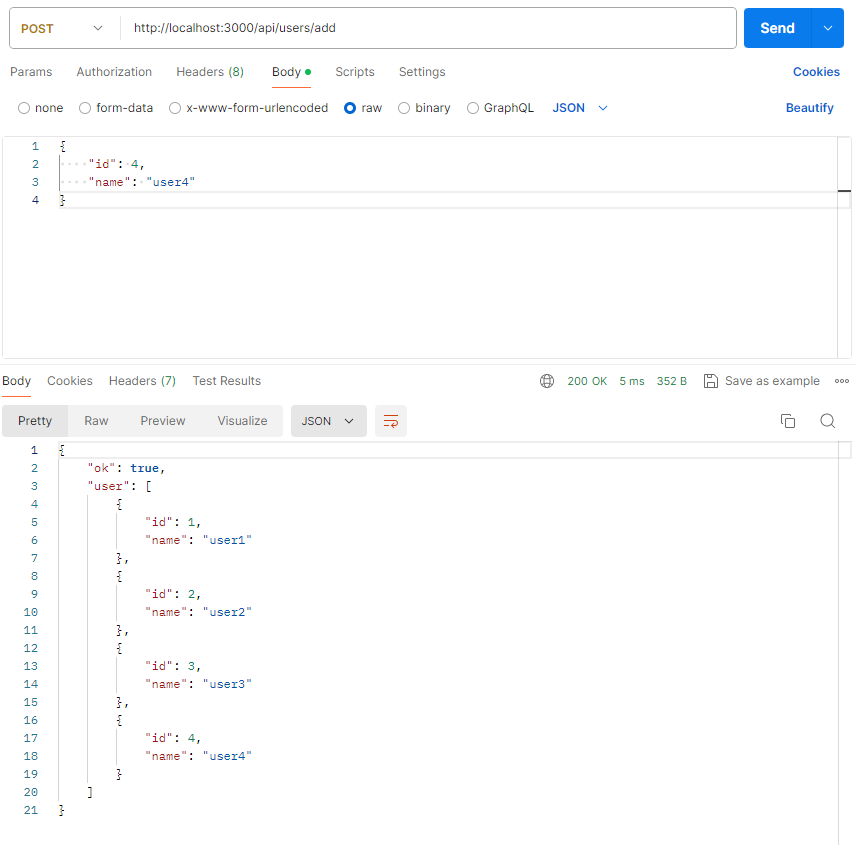 POST http://localhost:3000/api/users/add Send
Params Authorization Headers (8) Body Scripts Settings Cookies
none form-data x-www-form-urlencoded raw binary GraphQL JSON Beautify
1 {
2 "id": 4,
3 "name": "user4"
4 }
Body Cookies Headers (7) Test Results 200 OK 5 ms 352 B Save as example
Pretty Raw Preview Visualize JSON
1 {
2 "ok": true,
3 "user": [
4 {
5 "id": 1,
6 "name": "user1"
7 },
8 {
9 "id": 2,
10 "name": "user2"
11 },
12 {
13 "id": 3,
14 "name": "user3"
15 },
16 {
17 "id": 4,
18 "name": "user4"
19 }
20 ]
21 }